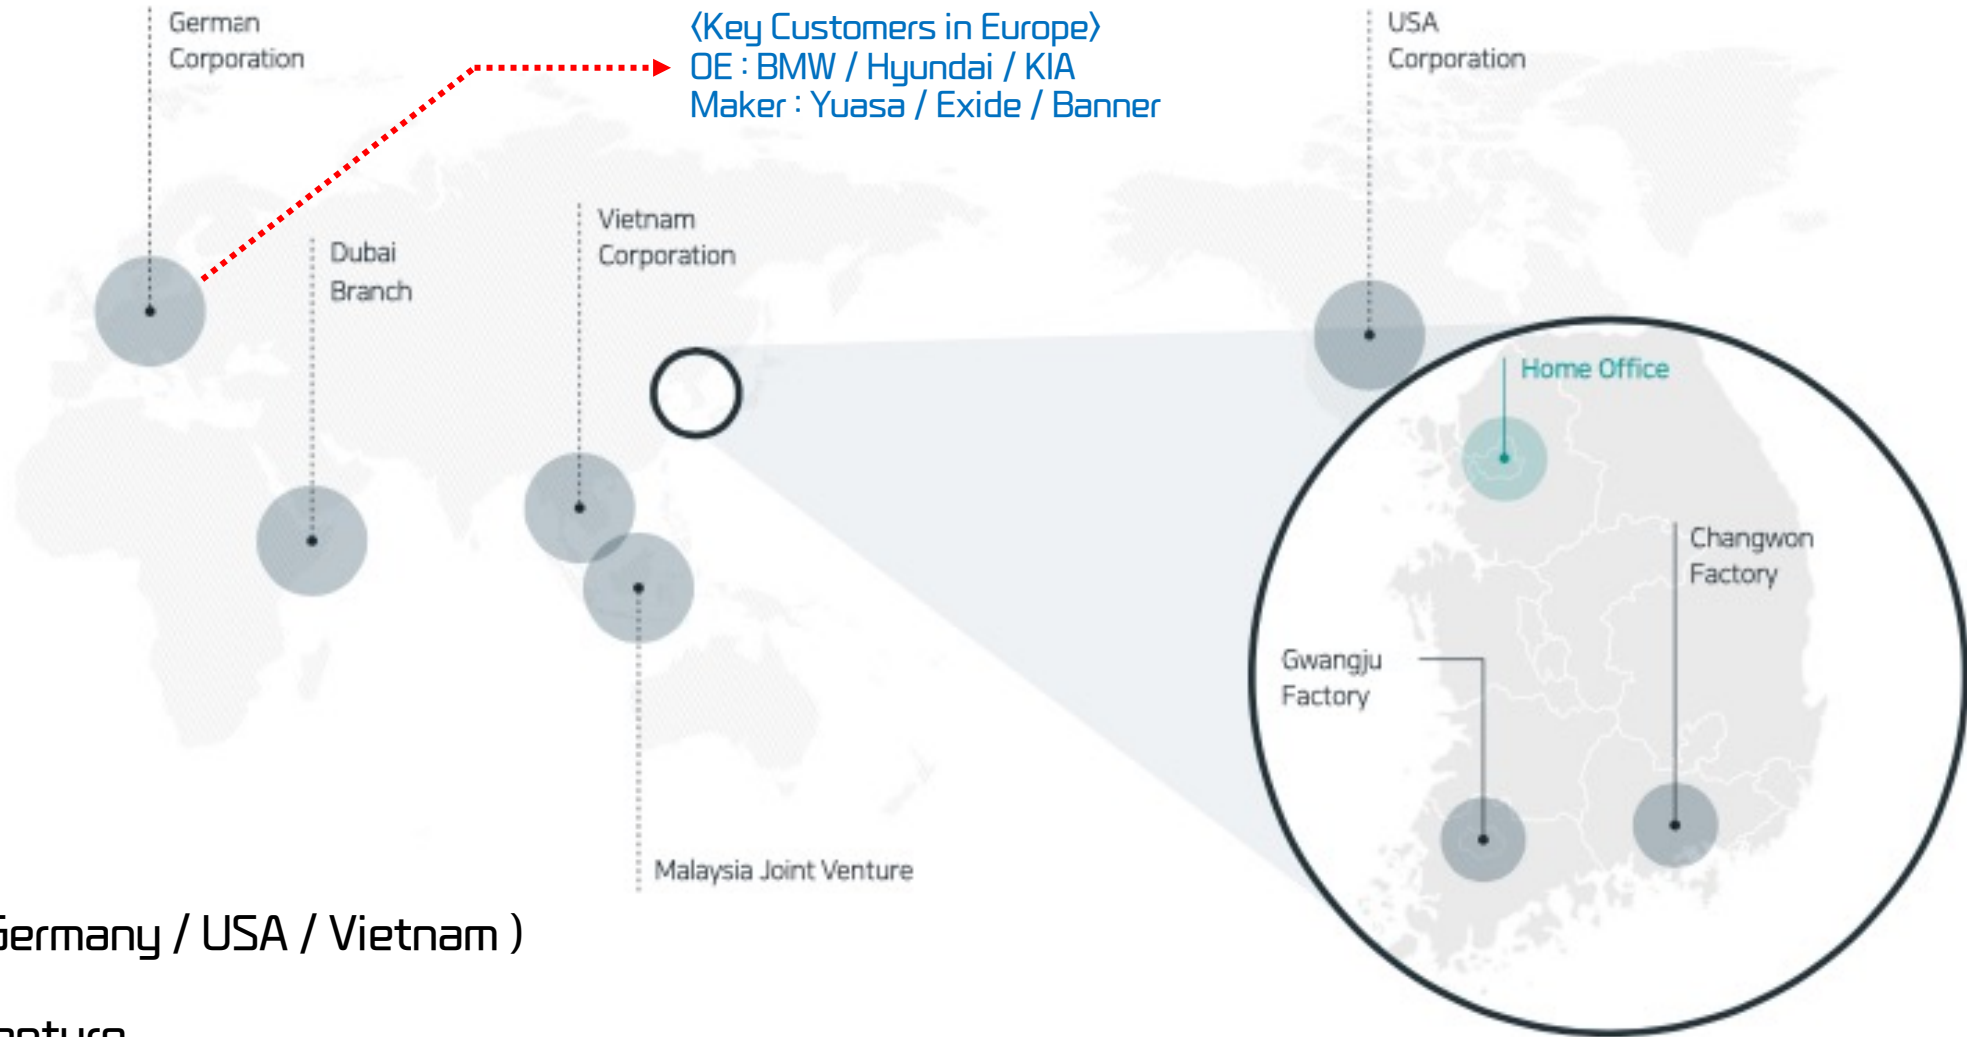 German
Corporation
〈Key Customers in Europe〉
OE : BMW / Hyundai / KIA
Maker : Yuasa / Exide / Banner
USA
Corporation
Vietnam
Corporation
Dubai
Branch
Home Office
Changwon
Factory
Gwangju
Factory
Malaysia Joint Venture
Germany / USA / Vietnam )